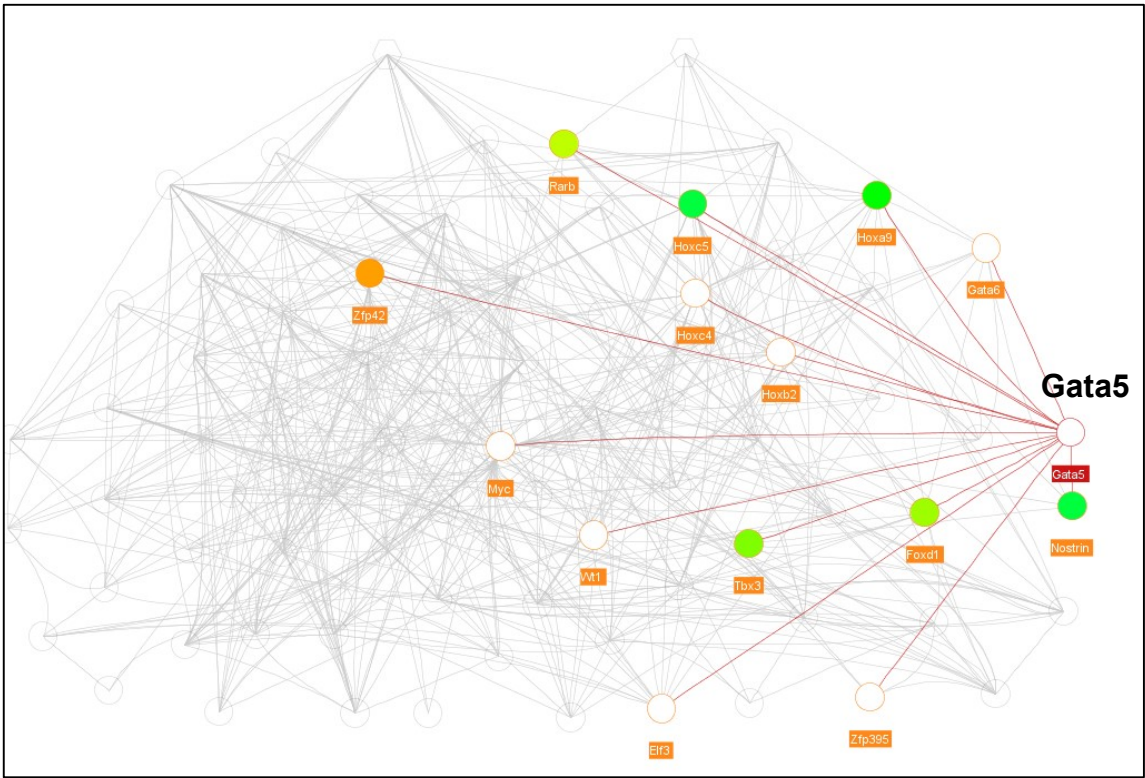 Rarb
Hoxc5
Hoxa9
Gata6
Zfp42
Hoxc4
Hoxb2
Gata5
Gata5
Myc
Nostrin
Foxd1
Wt1
Tbx3
Elf3
Zfp395